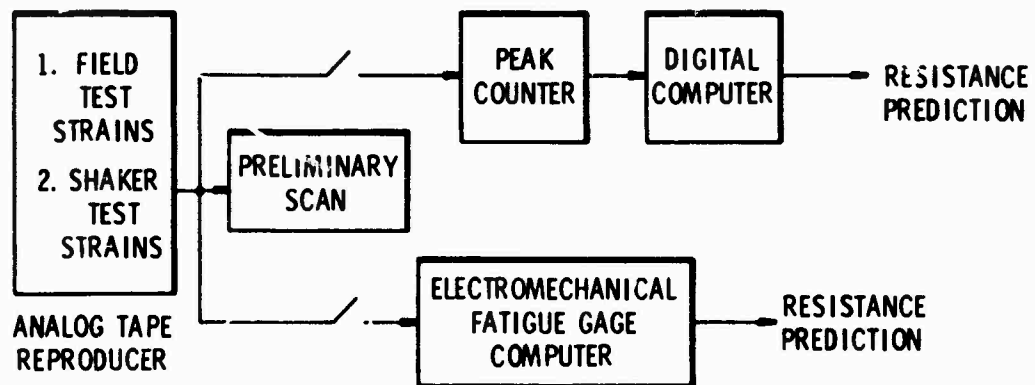 1. FIELD
TEST
STRAINS
2. SHAKER
TEST
STRAINS
ANALOG TAPE
REPRODUCER
PEAK
COUNTER
DIGITAL
COMPUTER
RESISTANCE
PREDICTION
PRELIMINARY
SCAN
ELECTROMECHANICAL
FATIGUE GAGE
COMPUTER
RESISTANCE
PREDICTION